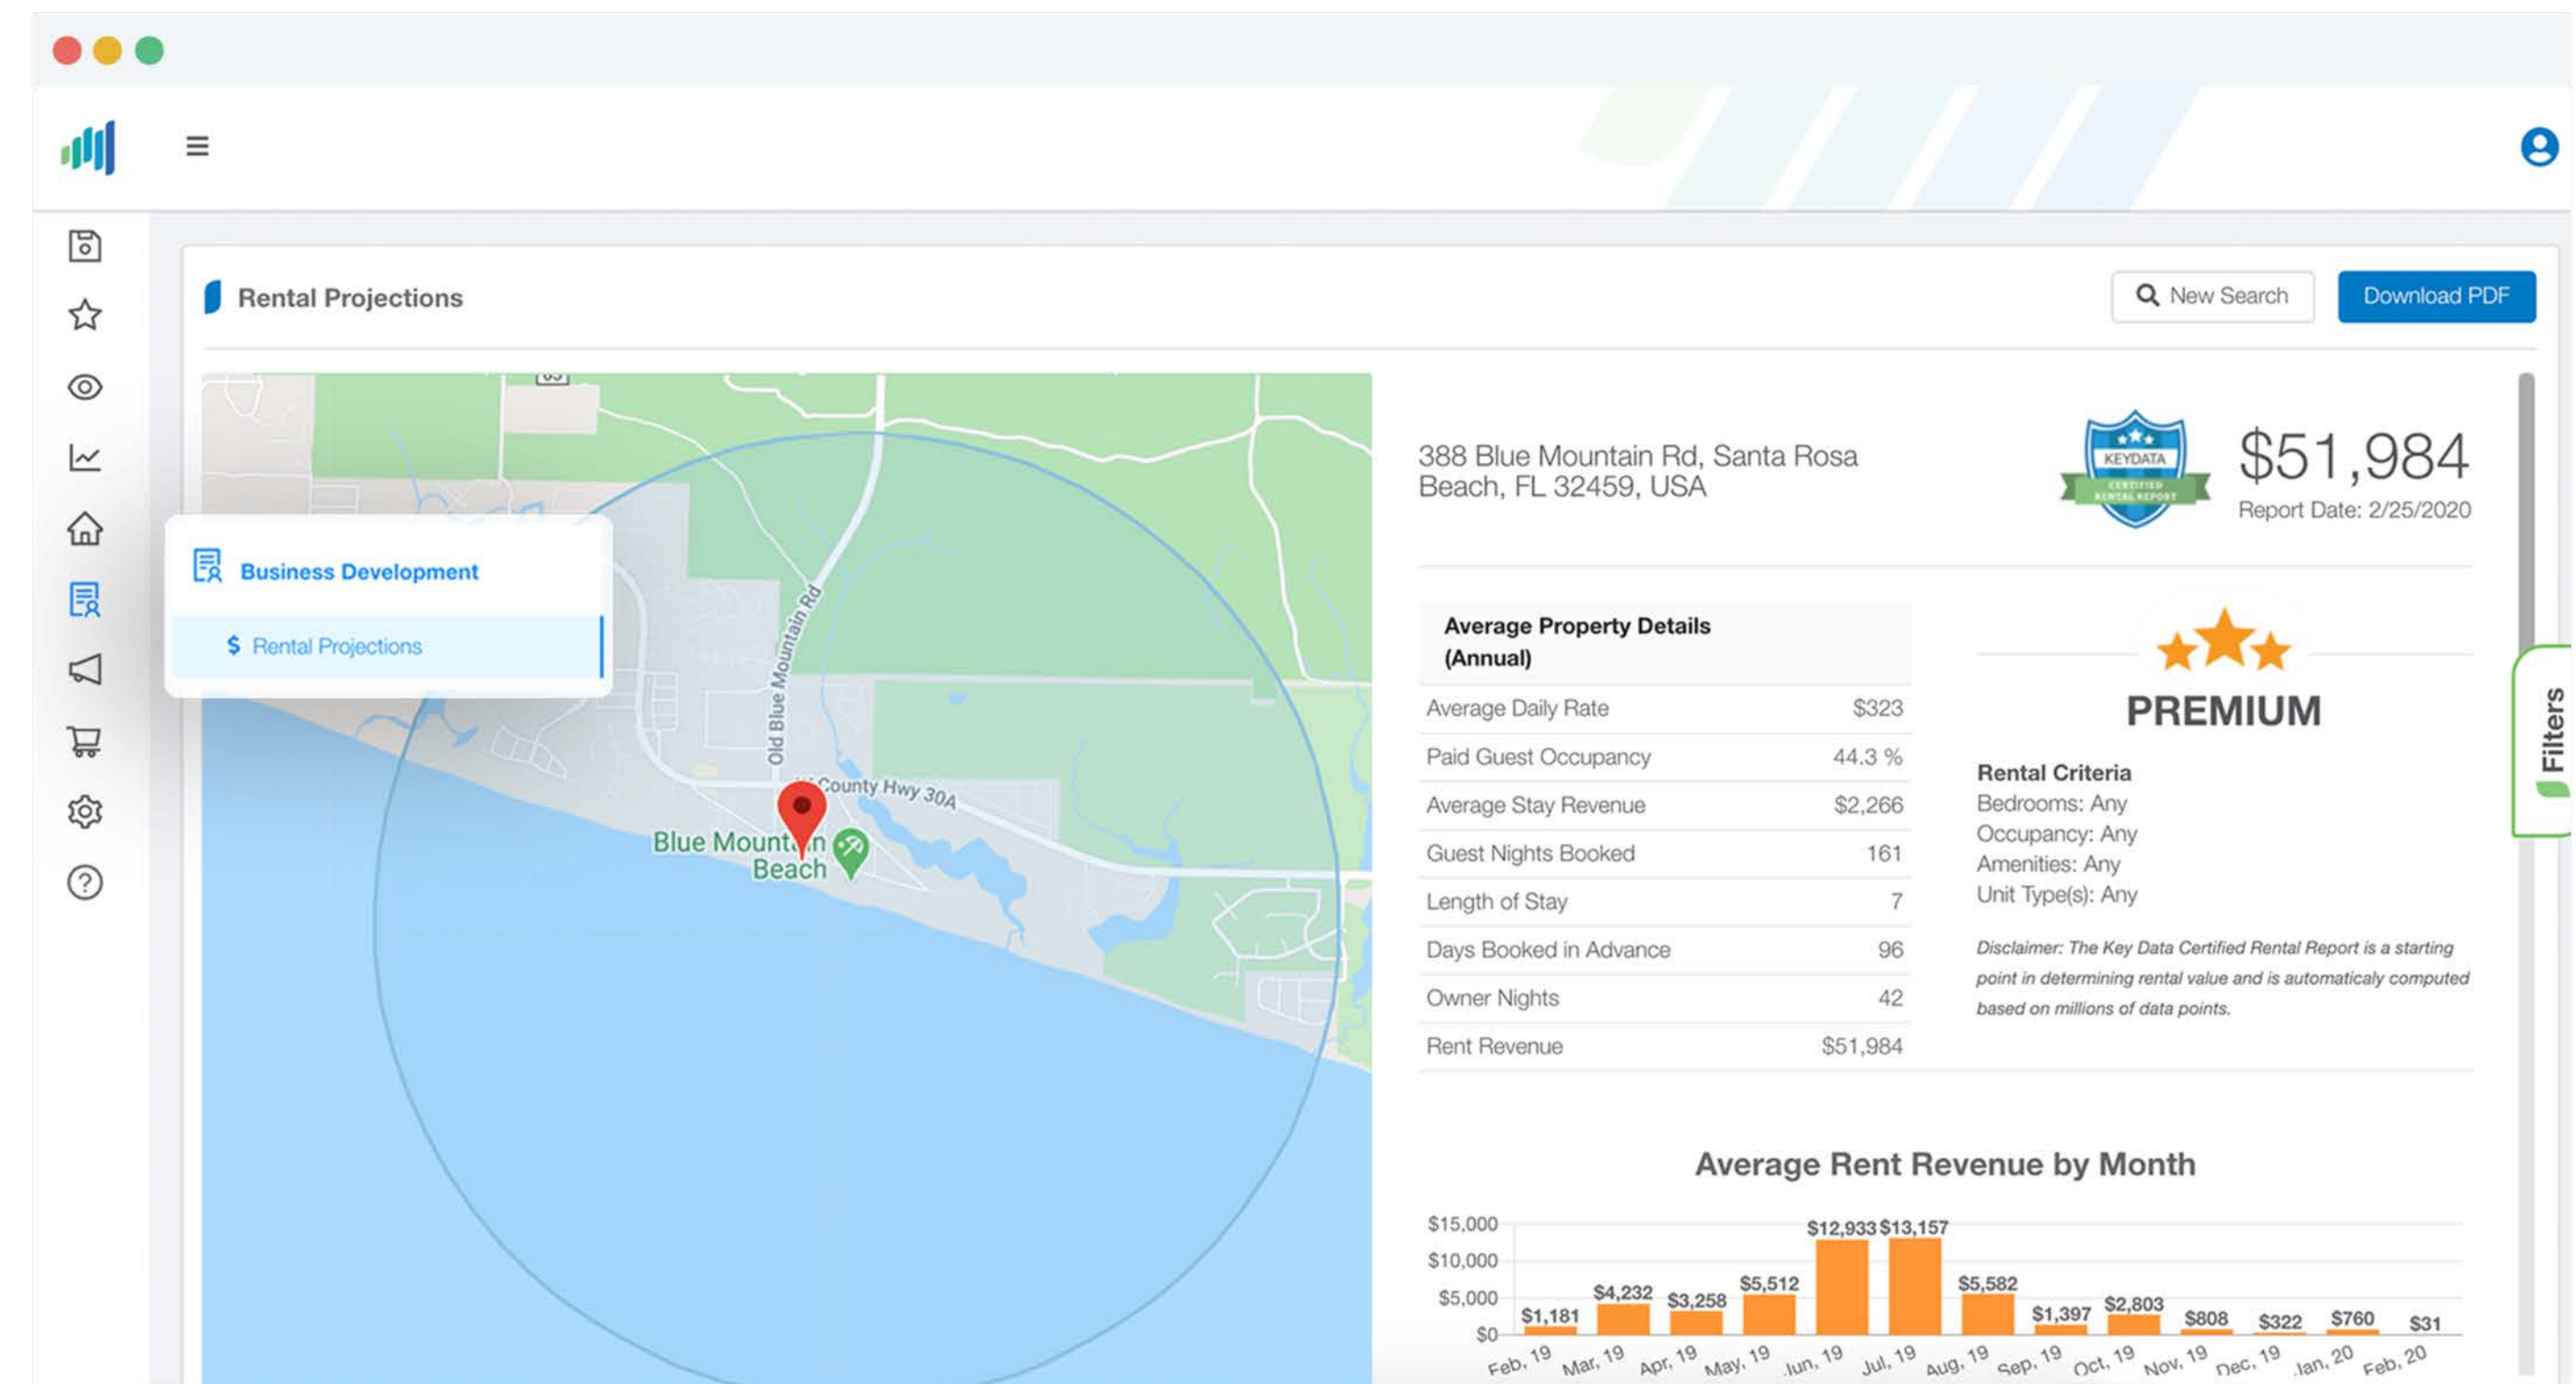 Rental Projections
New Search
Download PDF
Business Development
$ Rental Projections
Old Blue Mountain Rd
County Hwy 30A
Blue Mountain
Beach
388 Blue Mountain Rd, Santa Rosa
Beach, FL 32459, USA
KEYDATA
CERTIFIED
RENTAL REPORT
$51,984
Report Date: 2/25/2020
Average Property Details
(Annual)
Average Daily Rate $323
Paid Guest Occupancy 44.3 %
Average Stay Revenue $2,266
Guest Nights Booked 161
Length of Stay 7
Days Booked in Advance 96
Owner Nights 42
Rent Revenue $51,984
PREMIUM
Rental Criteria
Bedrooms: Any
Occupancy: Any
Amenities: Any
Unit Type(s): Any
Disclaimer: The Key Data Certified Rental Report is a starting
point in determining rental value and is automaticaly computed
based on millions of data points.
Filters
Average Rent Revenue by Month
$15,000
$10,000
$5,000
$0
$1,181 $4,232 $3,258 $5,512 $12,933 $13,157 $5,582 $1,397 $2,803 $808 $322 $760 $31
Feb, 19 Mar, 19 Apr, 19 May, 19 Jun, 19 Jul, 19 Aug, 19 Sep, 19 Oct, 19 Nov, 19 Dec, 19 Jan, 20 Feb, 20